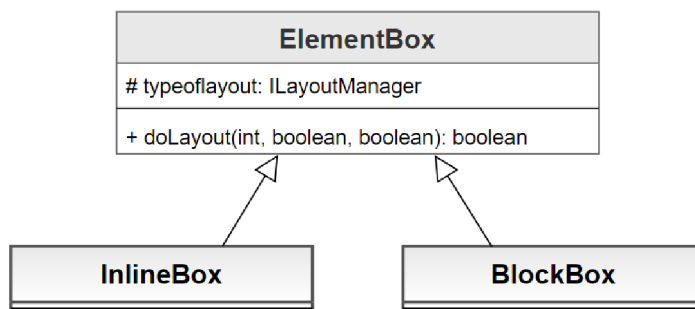 ElementBox
# typeoflayout: ILayoutManager
+ doLayout(int, boolean, boolean): boolean
InlineBox
BlockBox